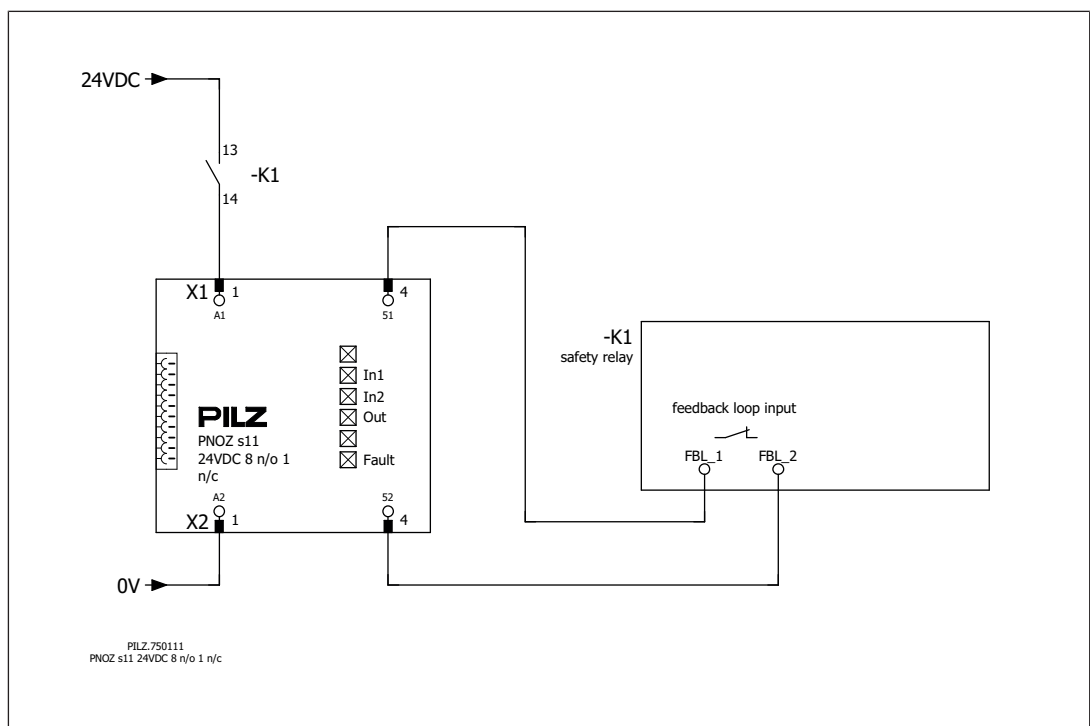 24VDC
13
-K1
14
X1 1 4
A1 51
-K1
safety relay
In1
In2
Out
Fault
PILZ
PNOZ s11
24VDC 8 n/o 1
n/c
feedback loop input
FBL_1 FBL_2
A2 52
X2 1 4
0V
PILZ.750111
PNOZ s11 24VDC 8 n/o 1 n/c